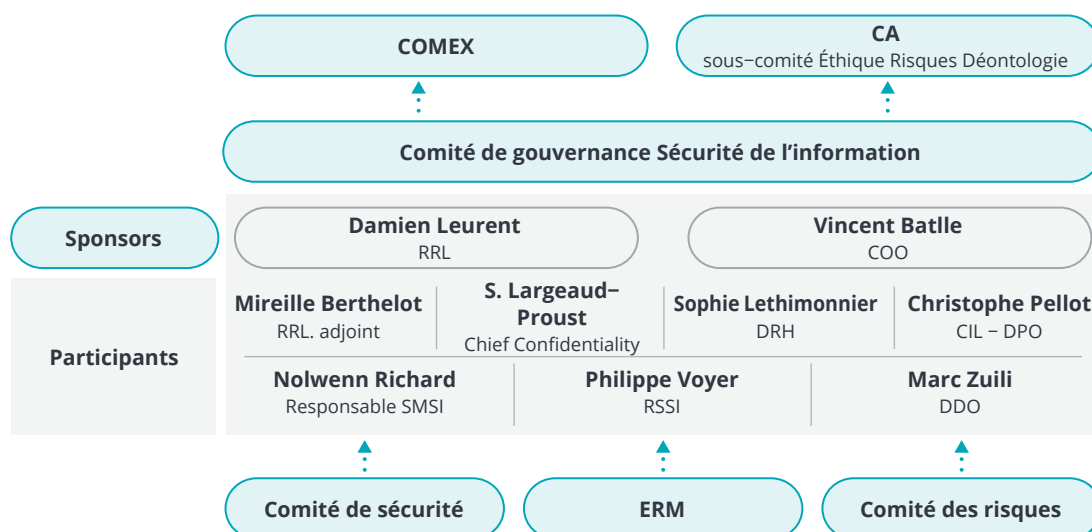 COMEX
CA
sous-comité Éthique Risques Déontologie
Comité de gouvernance Sécurité de l'information
Sponsors
Damien Leurent
RRL
Vincent Batlle
COO
Participants
Mireille Berthelot
RRL. adjoint
S. Largeaud-
Proust
Chief Confidentiality
Sophie Lethimonnier
DRH
Christophe Pellot
CIL - DPO
Nolwenn Richard
Responsable SMSI
Philippe Voyer
RSSI
Marc Zuili
DDO
Comité de sécurité
ERM
Comité des risques